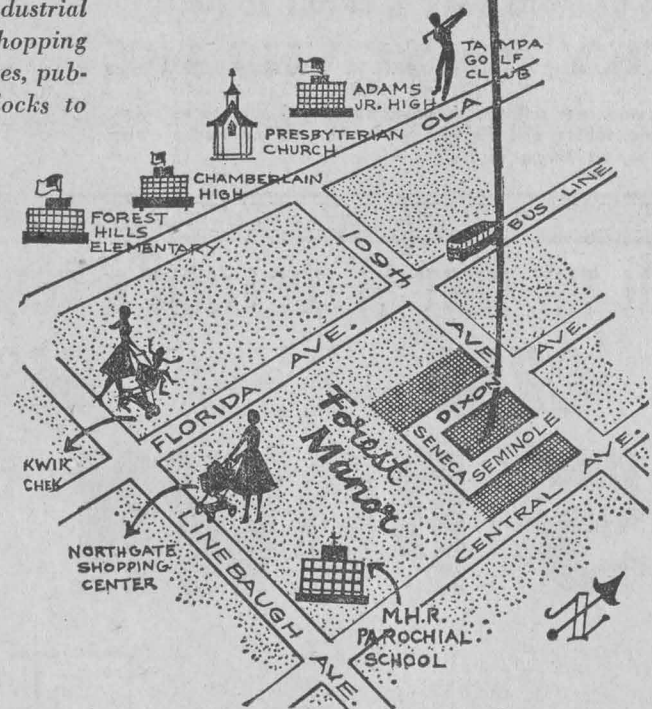 dustrial
hopping
es, pub-
locks to
TAMPA
GOLF
CLUB
ADAMS
JR. HIGH
OLA
PRESBYTERIAN
CHURCH
CHAMBERLAIN
HIGH
FOREST
HILLS
ELEMENTARY
BUS LINE
109th
AVE.
FLORIDA AVE.
AVE.
DIXON
SENECA
SEMINOLE
CENTRAL AVE.
Forest
Manor
KWIK
CHEK
NORTHGATE
SHOPPING
CENTER
LINEBAUGH AVE.
M.H.R.
PAROCHIAL
SCHOOL
N